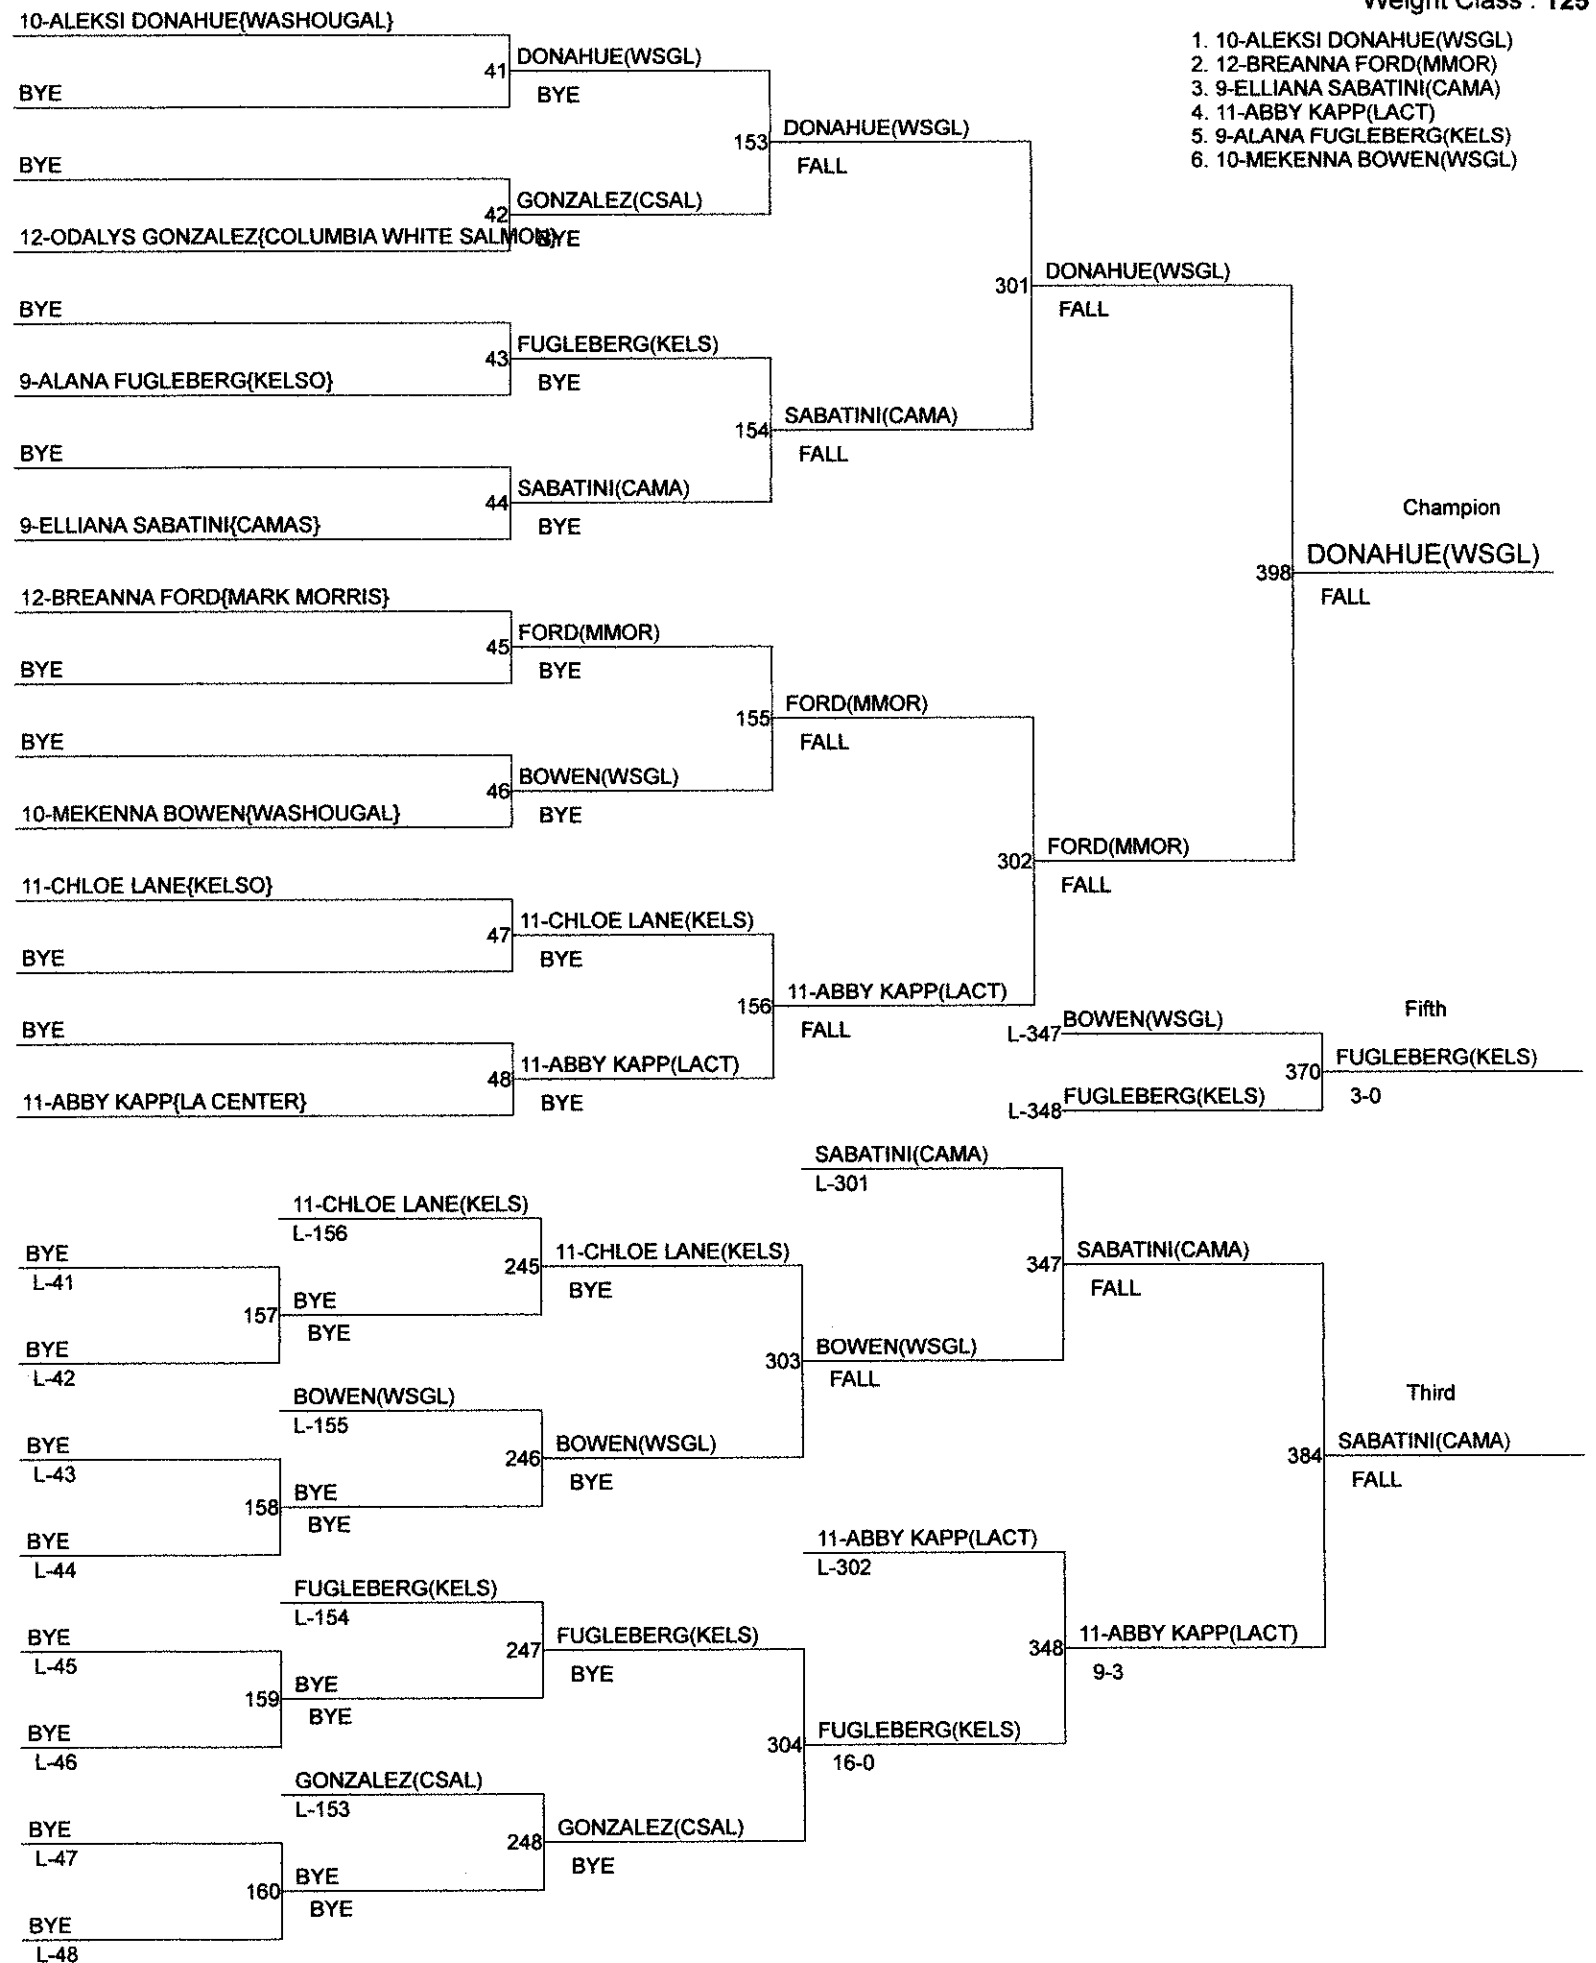 Weight Class : 125
1. 10-ALEKSI DONAHUE(WSGL)
2. 12-BREANNA FORD(MMOR)
3. 9-ELLIANA SABATINI(CAMA)
4. 11-ABBY KAPP(LACT)
5. 9-ALANA FUGLEBERG(KELS)
6. 10-MEKENNA BOWEN(WSGL)
10-ALEKSI DONAHUE{WASHOUGAL}
41 DONAHUE(WSGL)
BYE
BYE
153 DONAHUE(WSGL)
FALL
BYE
42 GONZALEZ(CSAL)
BYE
12-ODALYS GONZALEZ{COLUMBIA WHITE SALMON}
301 DONAHUE(WSGL)
FALL
BYE
43 FUGLEBERG(KELS)
BYE
9-ALANA FUGLEBERG{KELSO}
154 SABATINI(CAMA)
FALL
BYE
44 SABATINI(CAMA)
BYE
9-ELLIANA SABATINI{CAMAS}
Champion
398 DONAHUE(WSGL)
FALL
12-BREANNA FORD{MARK MORRIS}
45 FORD(MMOR)
BYE
BYE
155 FORD(MMOR)
FALL
BYE
46 BOWEN(WSGL)
BYE
10-MEKENNA BOWEN{WASHOUGAL}
302 FORD(MMOR)
FALL
11-CHLOE LANE{KELSO}
47 11-CHLOE LANE(KELS)
BYE
BYE
156 11-ABBY KAPP(LACT)
FALL
BYE
48 11-ABBY KAPP(LACT)
BYE
11-ABBY KAPP{LA CENTER}
Fifth
L-347 BOWEN(WSGL)
370 FUGLEBERG(KELS)
3-0
L-348 FUGLEBERG(KELS)
SABATINI(CAMA)
L-301
11-CHLOE LANE(KELS)
L-156
245 11-CHLOE LANE(KELS)
BYE
BYE
L-41
157 BYE
BYE
BYE
L-42
347 SABATINI(CAMA)
FALL
303 BOWEN(WSGL)
FALL
BOWEN(WSGL)
L-155
246 BOWEN(WSGL)
BYE
BYE
L-43
158 BYE
BYE
BYE
L-44
Third
384 SABATINI(CAMA)
FALL
11-ABBY KAPP(LACT)
L-302
FUGLEBERG(KELS)
L-154
247 FUGLEBERG(KELS)
BYE
BYE
L-45
159 BYE
BYE
BYE
L-46
348 11-ABBY KAPP(LACT)
9-3
304 FUGLEBERG(KELS)
16-0
GONZALEZ(CSAL)
L-153
248 GONZALEZ(CSAL)
BYE
BYE
L-47
160 BYE
BYE
BYE
L-48